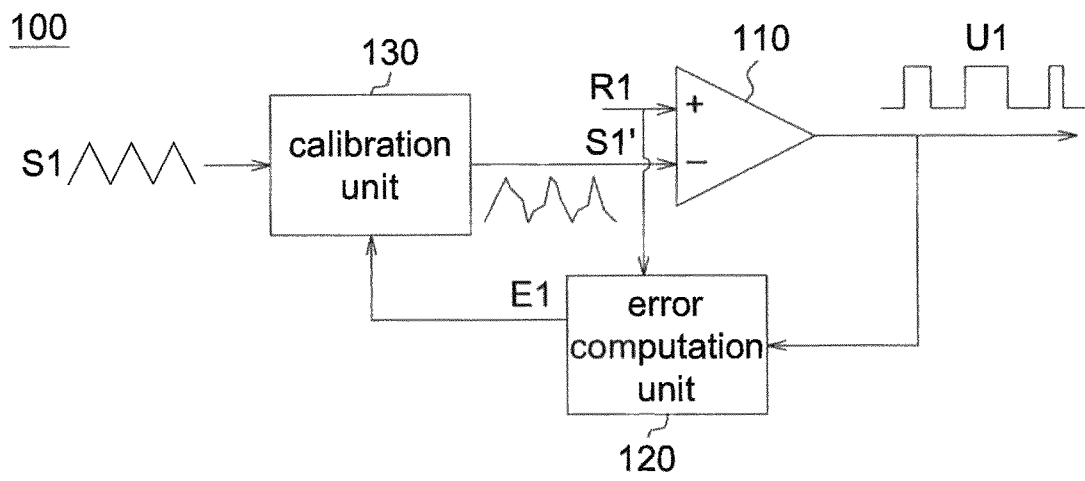 100
130
110
U1
R1
+
S1
calibration
unit
S1'
−
E1
error
computation
unit
120